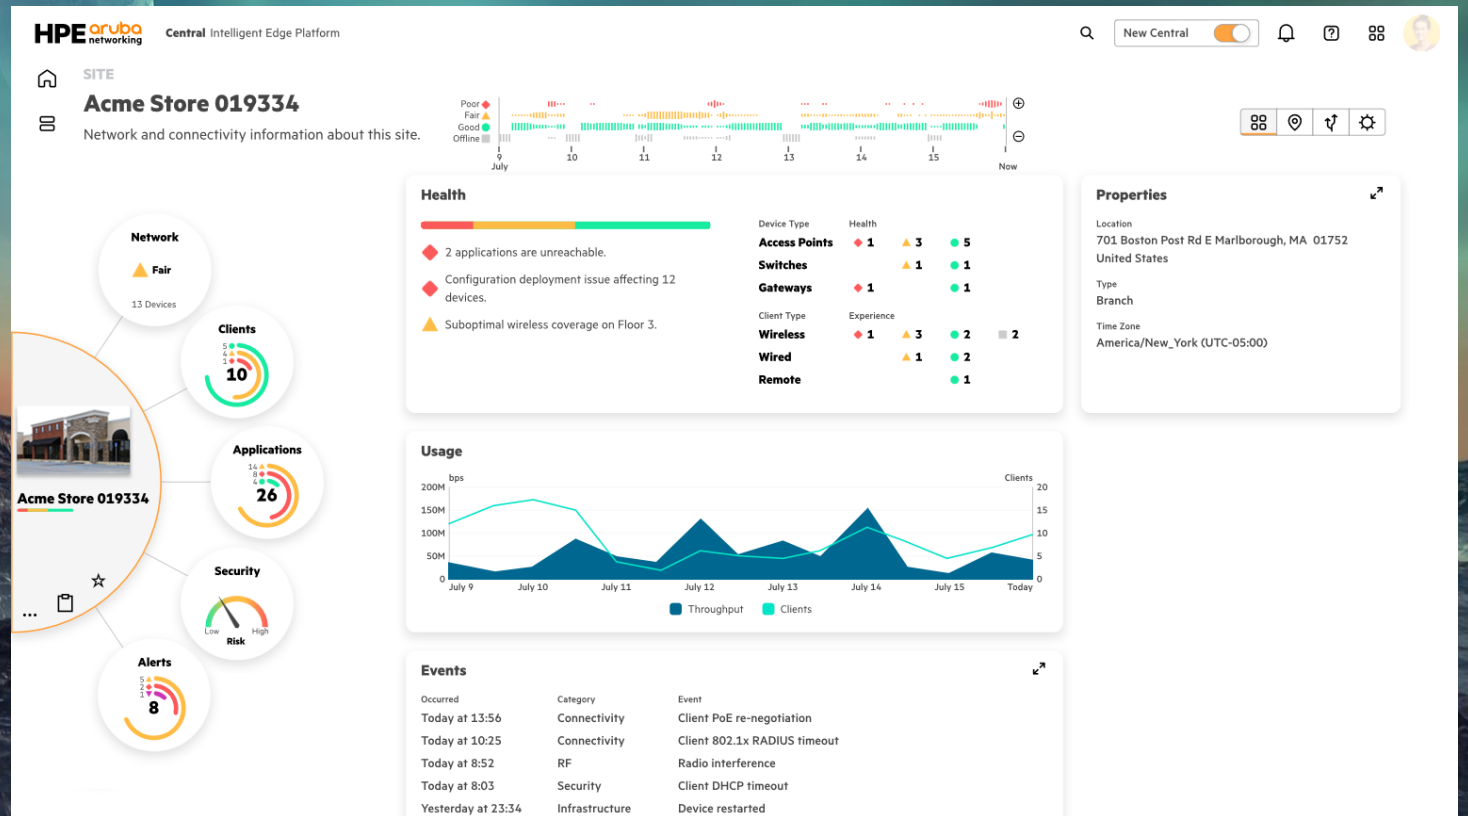 HPE aruba networking
Central Intelligent Edge Platform
New Central
SITE
Acme Store 019334
Network and connectivity information about this site.
Poor
Fair
Good
Offline
9 10 11 12 13 14 15
July Now
Network
Fair
13 Devices
Clients
5
4
1
10
Applications
14
8
4
26
Acme Store 019334
Security
Low High
Risk
Alerts
5
2
1
8
Health
2 applications are unreachable.
Configuration deployment issue affecting 12
devices.
Suboptimal wireless coverage on Floor 3.
Device Type Health
Access Points 1 3 5
Switches 1 1
Gateways 1 1
Client Type Experience
Wireless 1 3 2 2
Wired 1 2
Remote 1
Properties
Location
701 Boston Post Rd E Marlborough, MA 01752
United States
Type
Branch
Time Zone
America/New_York (UTC-05:00)
Usage
bps Clients
200M 20
150M 15
100M 10
50M 5
0 0
July 9 July 10 July 11 July 12 July 13 July 14 July 15 Today
Throughput Clients
Events
Occurred Category Event
Today at 13:56 Connectivity Client PoE re-negotiation
Today at 10:25 Connectivity Client 802.1x RADIUS timeout
Today at 8:52 RF Radio interference
Today at 8:03 Security Client DHCP timeout
Yesterday at 23:34 Infrastructure Device restarted